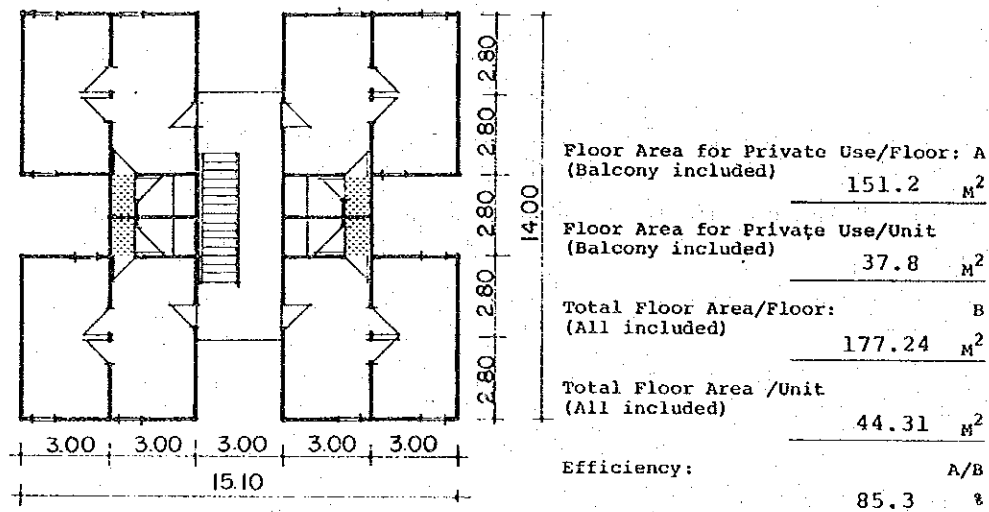 2.80
2.80
2.80
2.80
2.80
14.00
3.00 3.00 3.00 3.00 3.00
15.10
Floor Area for Private Use/Floor: A
(Balcony included)
151.2 M²
Floor Area for Private Use/Unit
(Balcony included)
37.8 M²
Total Floor Area/Floor: B
(All included)
177.24 M²
Total Floor Area /Unit
(All included)
44.31 M²
Efficiency: A/B
85.3 %